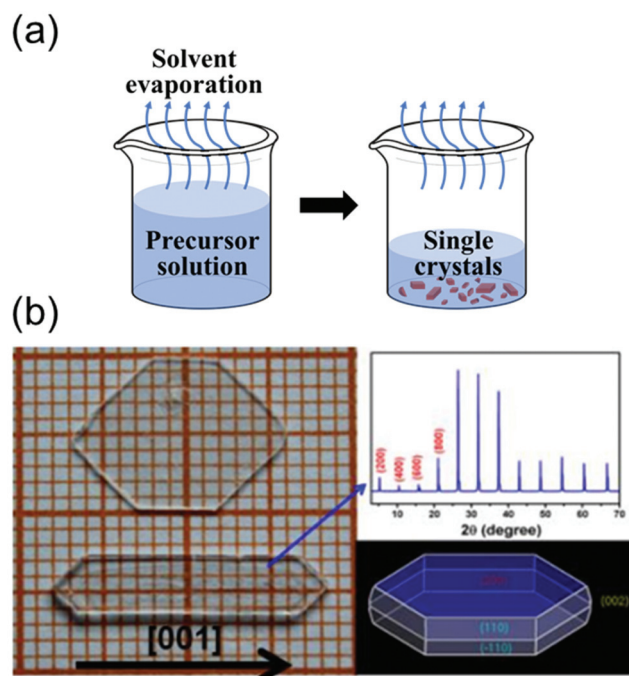 (a)
Solvent
evaporation
Precursor
solution
Single
crystals
(b)
(200)
(400)
(600)
(800)
10 20 30 40 50 60 70
2θ (degree)
[001]
(200)
(002)
(110)
(-110)